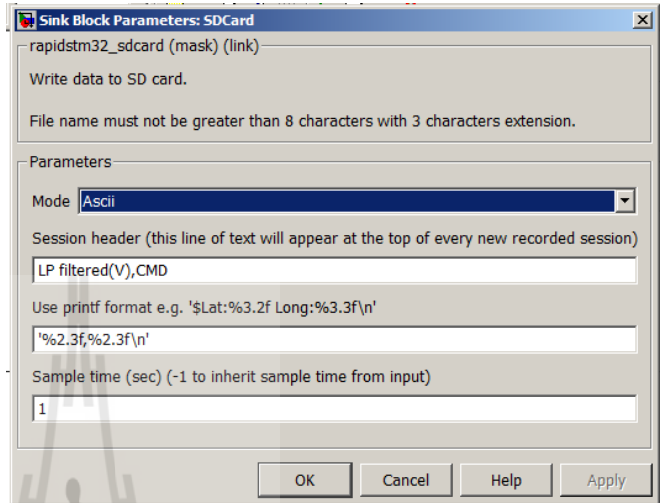 Sink Block Parameters: SDCard
rapidstm32_sdcard (mask) (link)
Write data to SD card.
File name must not be greater than 8 characters with 3 characters extension.
Parameters
Mode Ascii
Session header (this line of text will appear at the top of every new recorded session)
LP filtered(V),CMD
Use printf format e.g. '$Lat:%3.2f Long:%3.3f\n'
'%2.3f,%2.3f\n'
Sample time (sec) (-1 to inherit sample time from input)
1
OK Cancel Help Apply